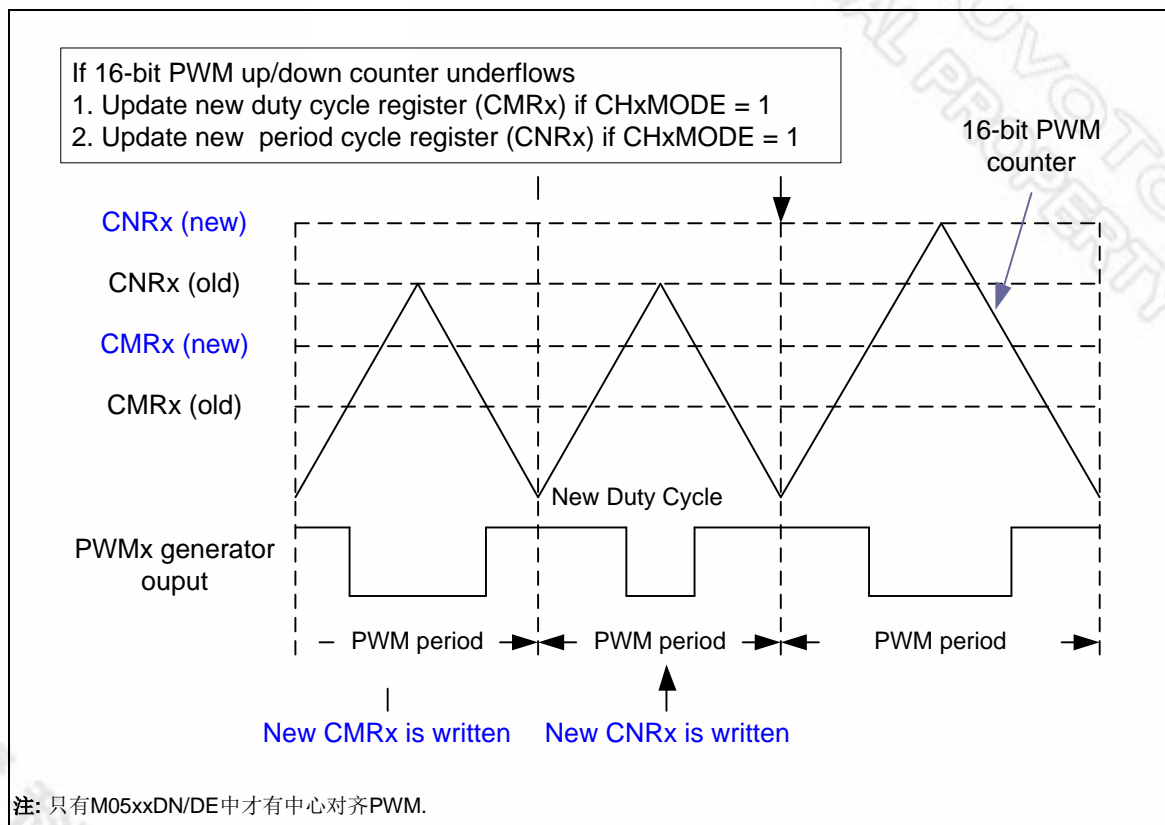 If 16-bit PWM up/down counter underflows
1. Update new duty cycle register (CMRx) if CHxMODE = 1
2. Update new  period cycle register (CNRx) if CHxMODE = 1
16-bit PWM
counter
CNRx (new)
CNRx (old)
CMRx (new)
CMRx (old)
New Duty Cycle
PWMx generator
ouput
PWM period
PWM period
PWM period
New CMRx is written
New CNRx is written
注: 只有M05xxDN/DE中才有中心对齐PWM.